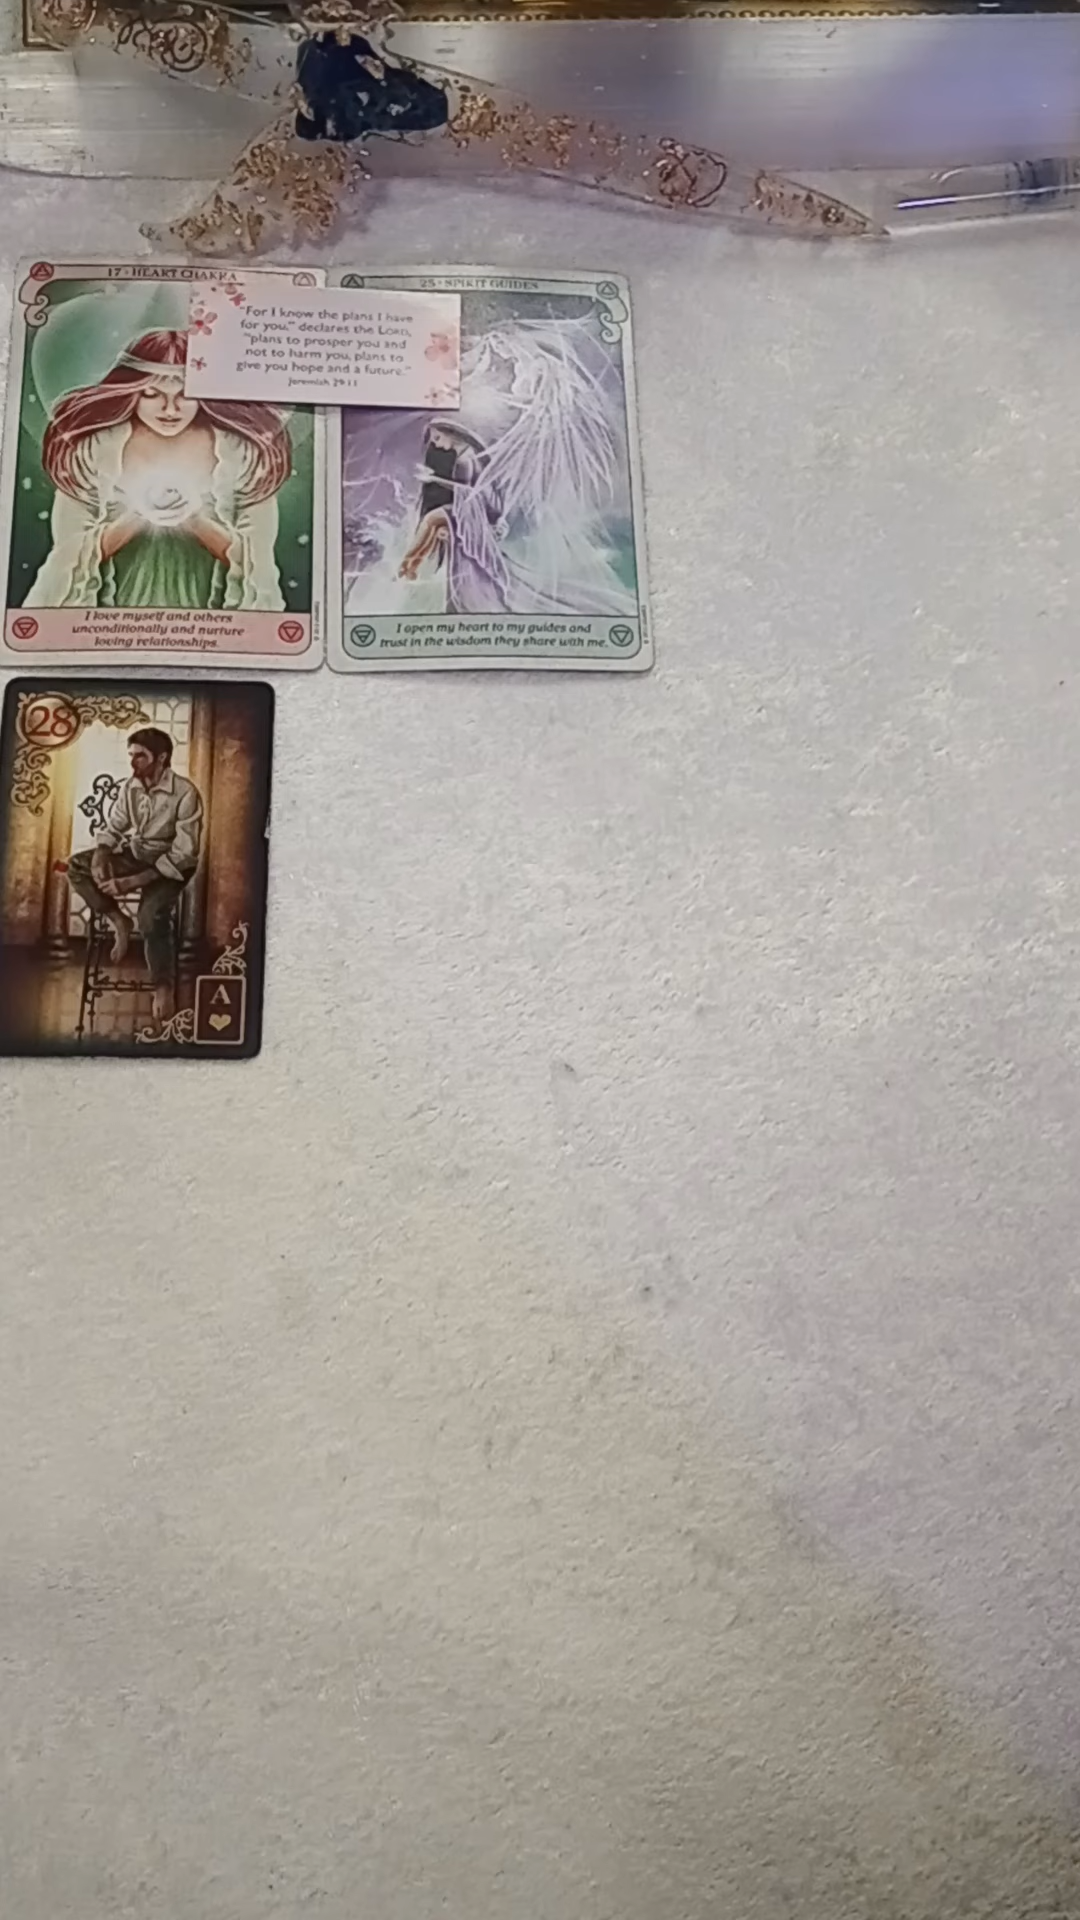 17 · HEART CHAKRA
25 · SPIRIT GUIDES
"For I know the plans I have
for you," declares the LORD,
"plans to prosper you and
not to harm you, plans to
give you hope and a future."
Jeremiah 29:11
I love myself and others
unconditionally and nurture
loving relationships.
I open my heart to my guides and
trust in the wisdom they share with me.
28
A